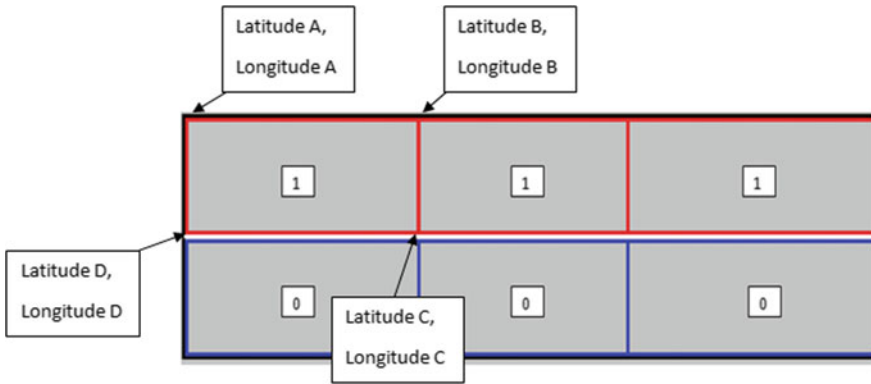 Latitude A,
Longitude A
Latitude B,
Longitude B
1
1
1
Latitude D,
Longitude D
0
0
0
Latitude C,
Longitude C